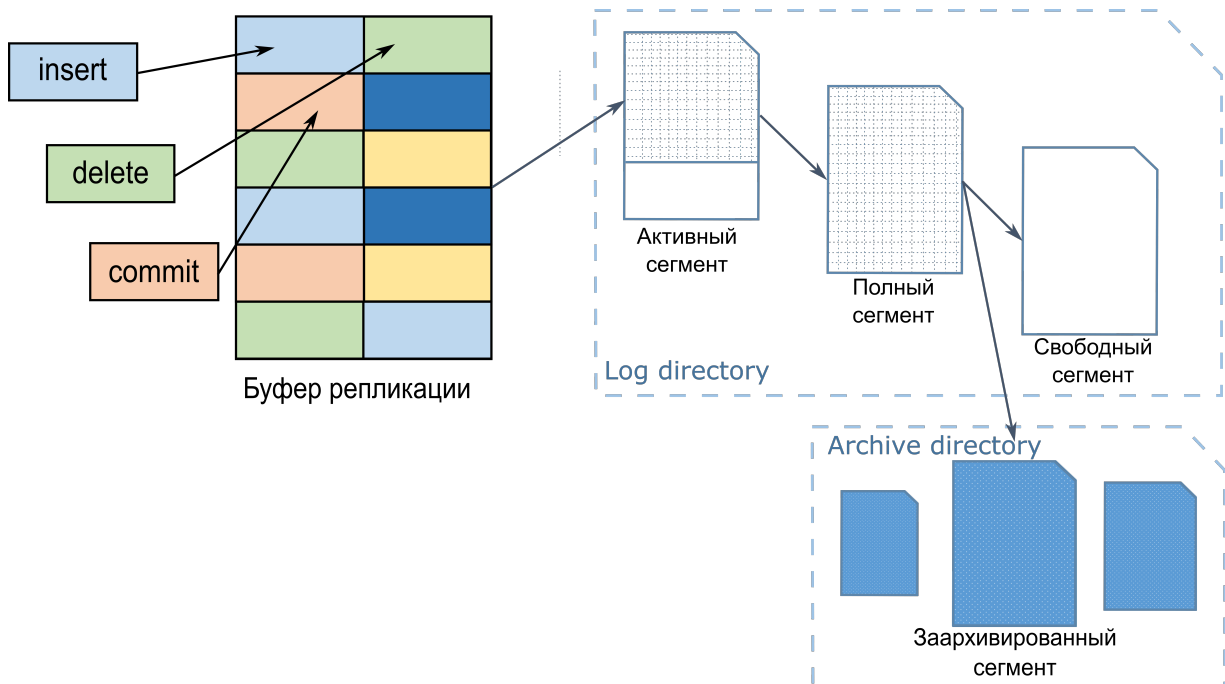 insert
delete
commit
Буфер репликации
Активный
сегмент
Полный
сегмент
Свободный
сегмент
Log directory
Archive directory
Заархивированный
сегмент